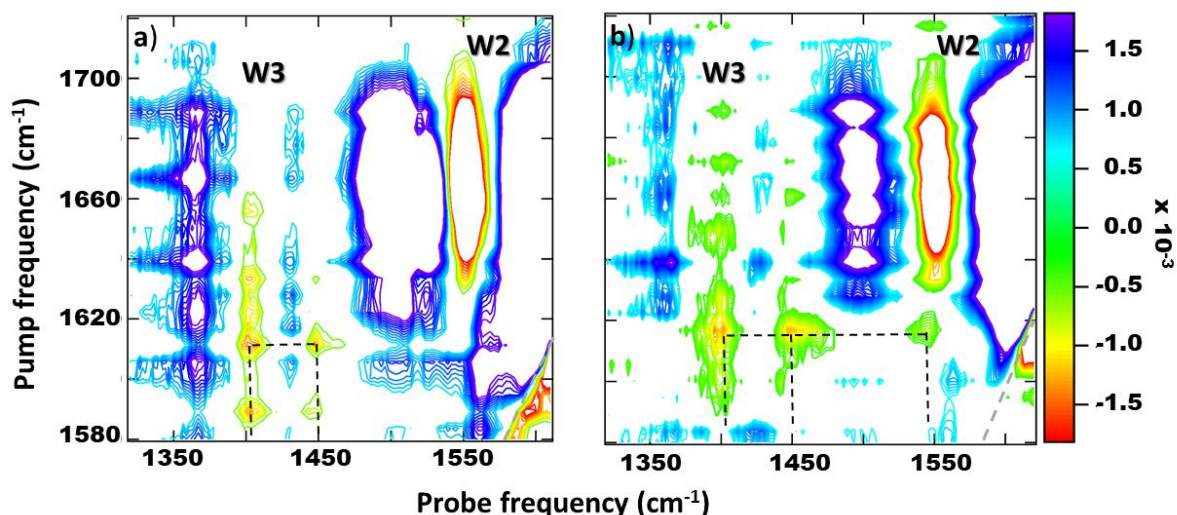 a)
W3
W2
b)
W3
W2
Pump frequency (cm-1)
1700
1660
1620
1580
1350
1450
1550
1350
1450
1550
Probe frequency (cm-1)
1.5
1.0
0.5
0.0
-0.5
-1.0
-1.5
x 10-3